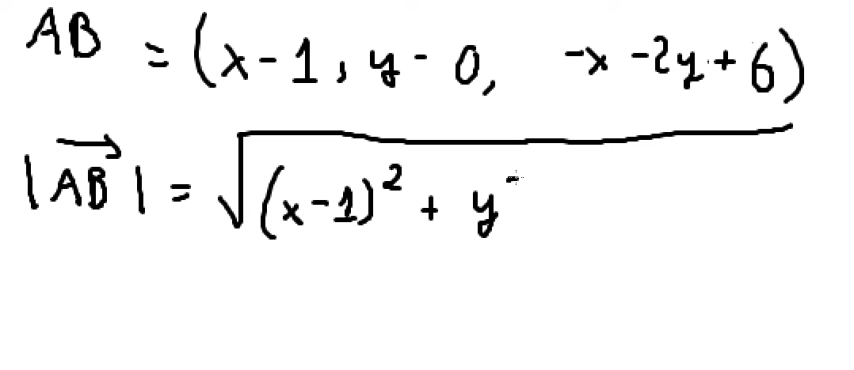 AB = (x-1, y-0, -x-2y+6)
|AB→| = √((x-1)² + y⁻